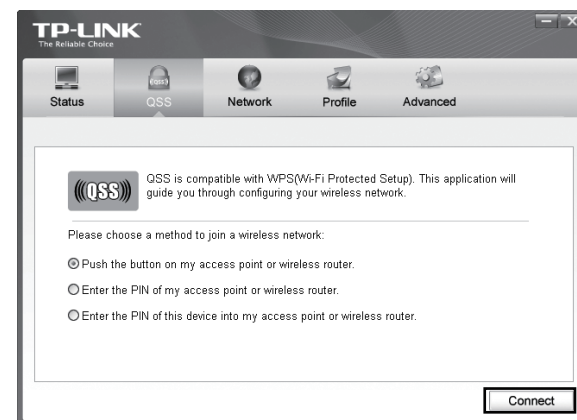 TP-LINK
The Reliable Choice
Status
QSS
Network
Profile
Advanced
QSS
QSS is compatible with WPS(Wi-Fi Protected Setup). This application will
guide you through configuring your wireless network.
Please choose a method to join a wireless network:
Push the button on my access point or wireless router.
Enter the PIN of my access point or wireless router.
Enter the PIN of this device into my access point or wireless router.
Connect